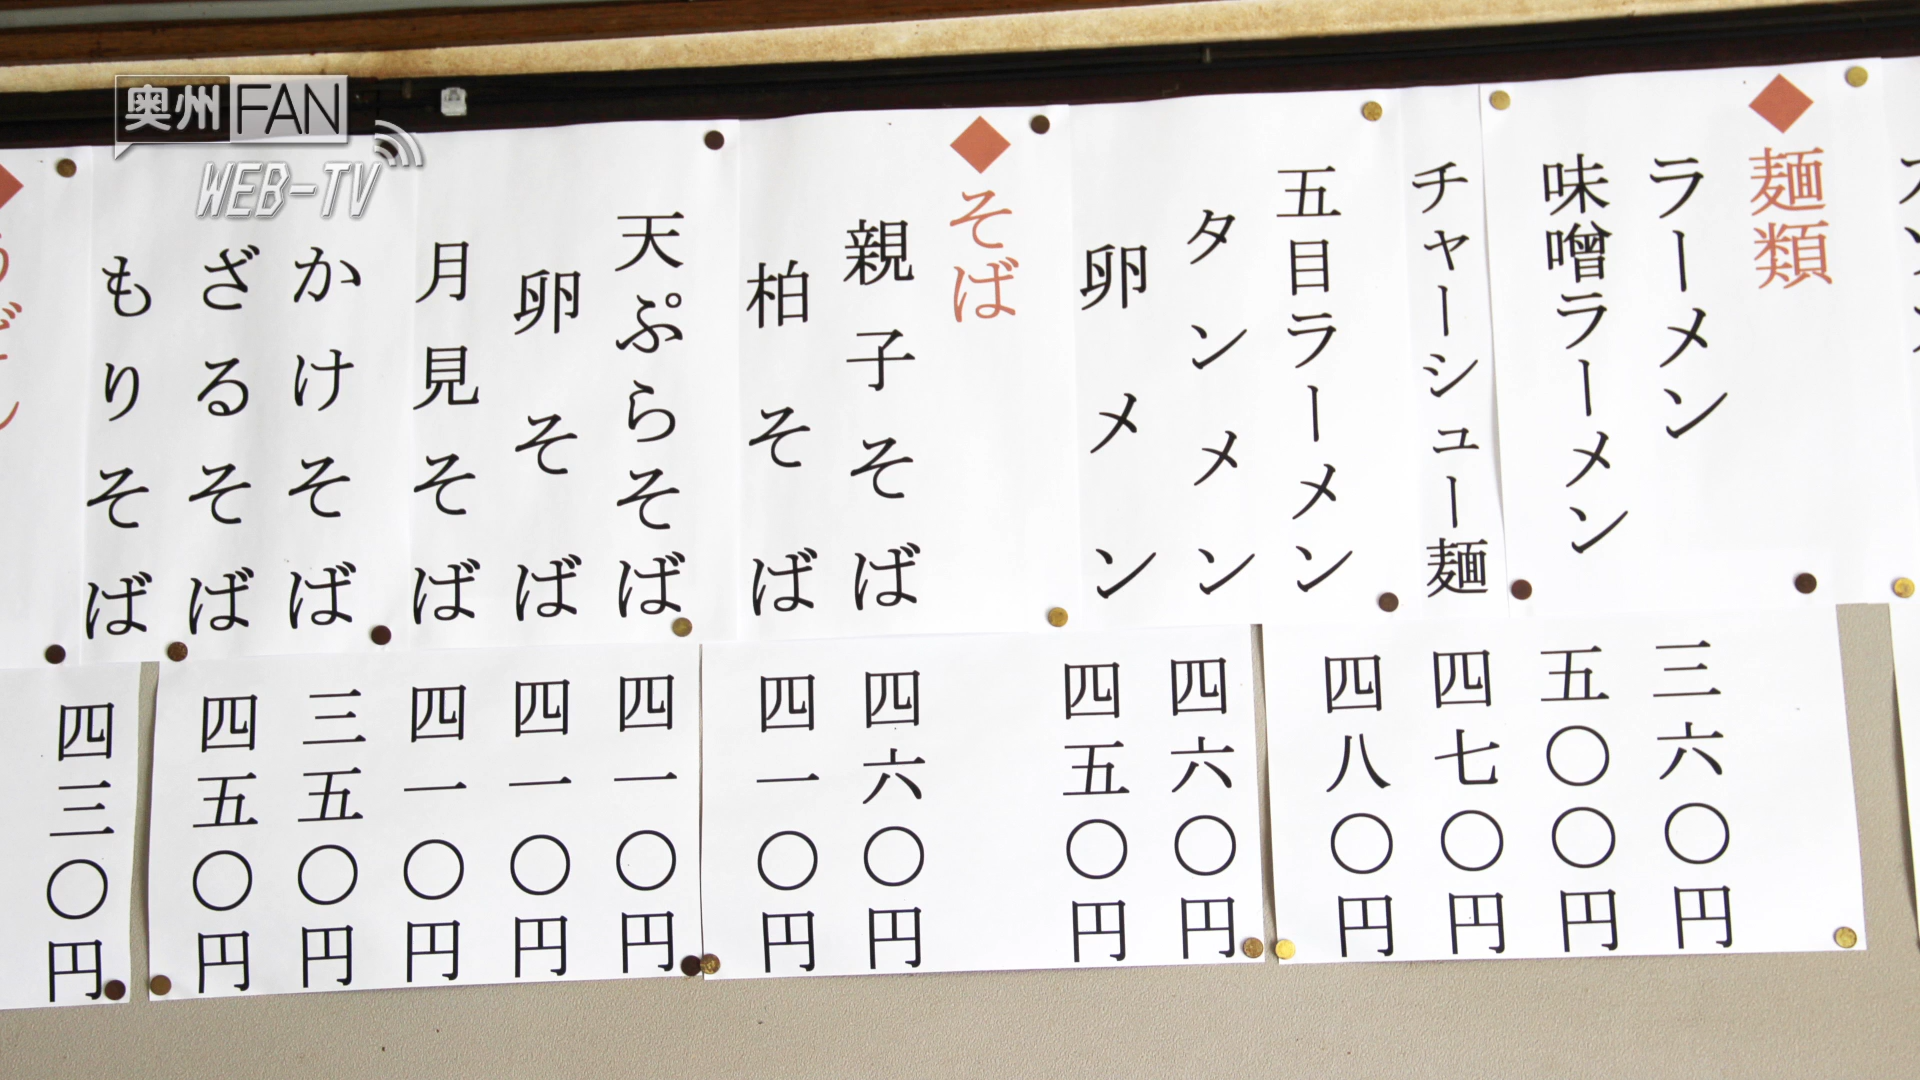 奥州FAN
WEB-TV
◆麺類
ラーメン 三六〇円
味噌ラーメン 五〇〇円
チャーシュー麺 四七〇円
五目ラーメン 四八〇円
タンメン 四六〇円
卵メン 四五〇円
◆そば
親子そば 四六〇円
柏そば 四一〇円
天ぷらそば 四一〇円
卵そば 四一〇円
月見そば 四一〇円
かけそば 三五〇円
ざるそば 四五〇円
もりそば 四三〇円